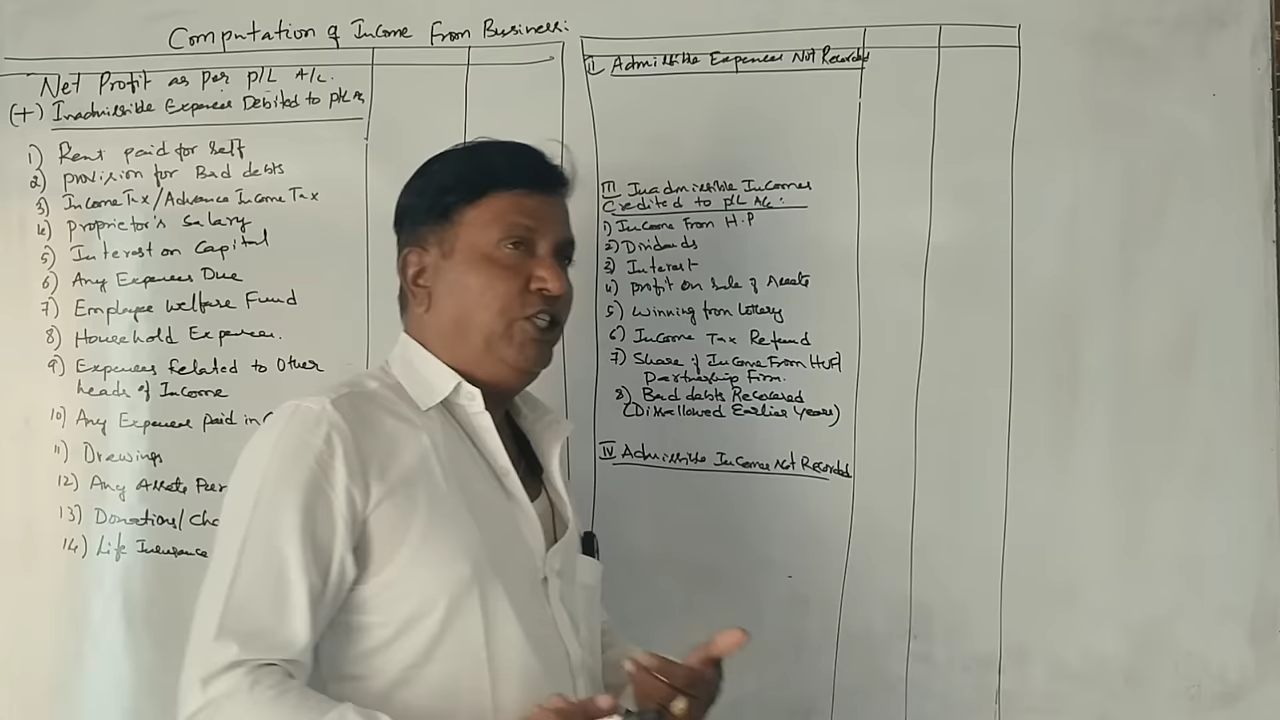 Computation of Income From Business:
Net Profit as per P/L A/c.
(+) Inadmissible Expenses Debited to P/L A/c
1) Rent paid for self
2) Provision for Bad debts
3) Income Tax/Advance Income Tax
4) Proprietor's Salary
5) Interest on Capital
6) Any Expenses Due
7) Employee Welfare Fund
8) Household Expenses.
9) Expenses Related to Other
heads of Income
10) Any Expense paid in
11) Drawings
12) Any Assets
13) Donations/
14) Life Insurance
II Admissible Expenses Not Recorded
III Inadmissible Incomes
Credited to P/L A/c:
1) Income From H.P
2) Dividends
3) Interest
4) Profit on Sale of Assets
5) Winning from Lottery
6) Income Tax Refund
7) Share of Income From HUF/
Partnership Firm.
8) Bad debts Recovered
(Disallowed Earlier Years)
IV Admissible Income Not Recorded